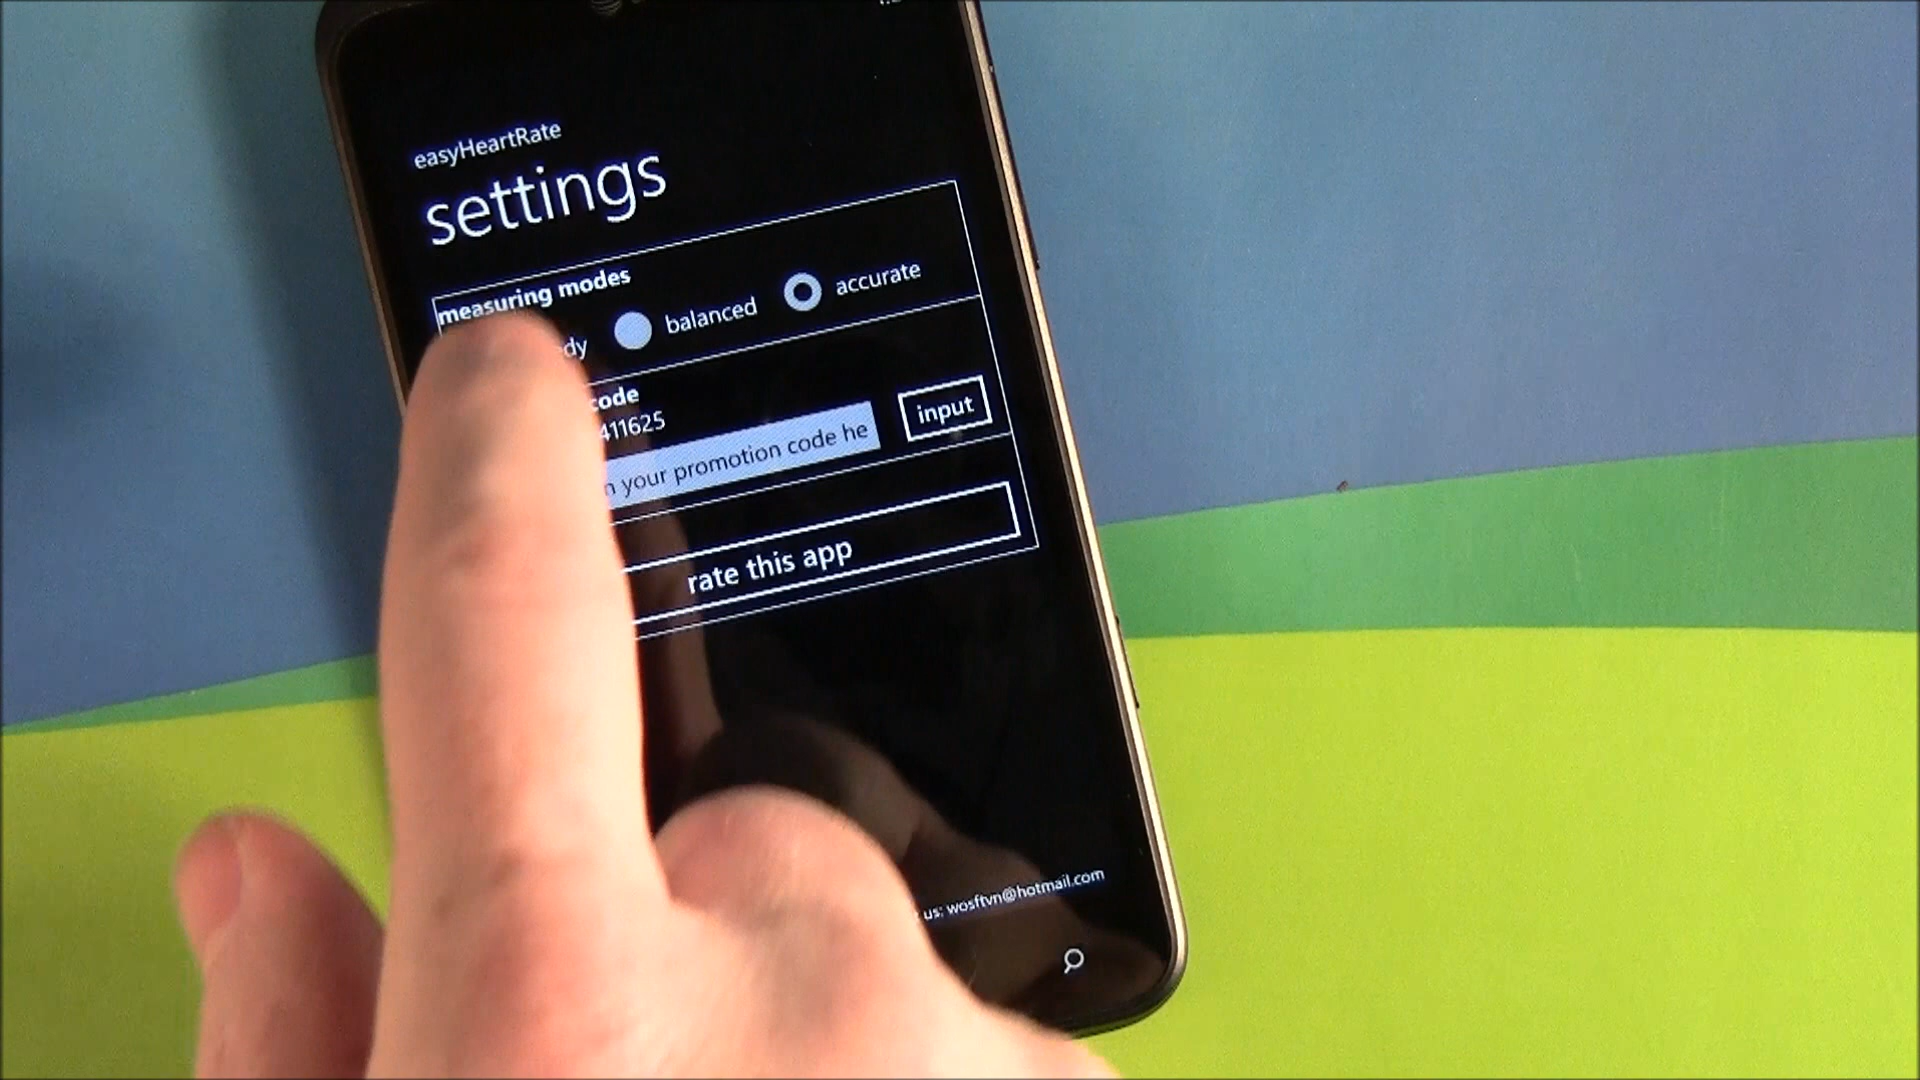 easyHeartRate
settings
measuring modes
balanced accurate
code
411625
your promotion code he input
rate this app
us: wosftvn@hotmail.com